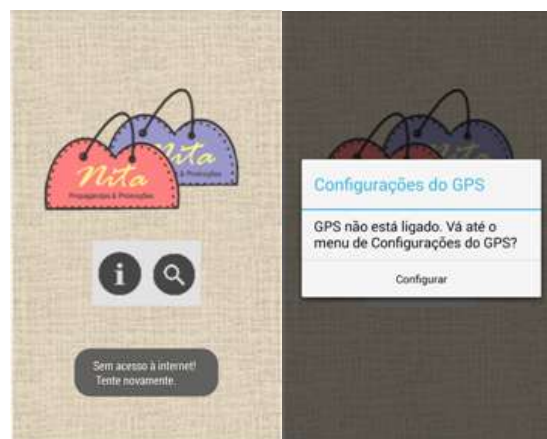 Nita
Nita
Propagandas & Promoções
& Promoções
i
Sem acesso à internet!
Tente novamente.
Configurações do GPS
GPS não está ligado. Vá até o
menu de Configurações do GPS?
Configurar